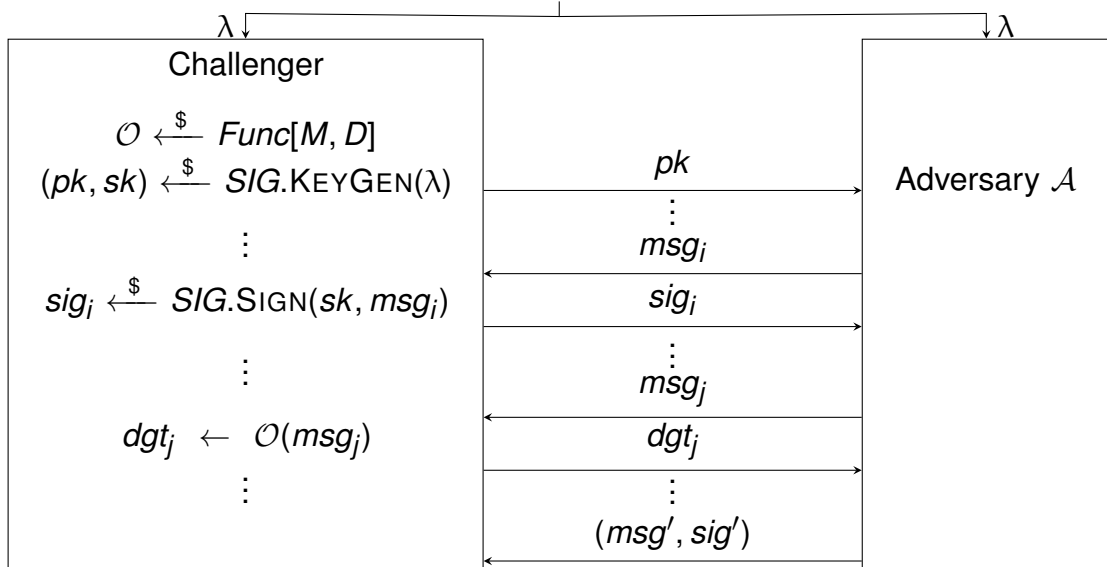 λ λ
Challenger
𝒪 ←$ Func[M, D]
(pk, sk) ←$ SIG.KEYGEN(λ)
pk
Adversary 𝒜
⋮
⋮
msg_i
sig_i ←$ SIG.SIGN(sk, msg_i)
sig_i
⋮
⋮
msg_j
dgt_j ← 𝒪(msg_j)
dgt_j
⋮
⋮
(msg′, sig′)